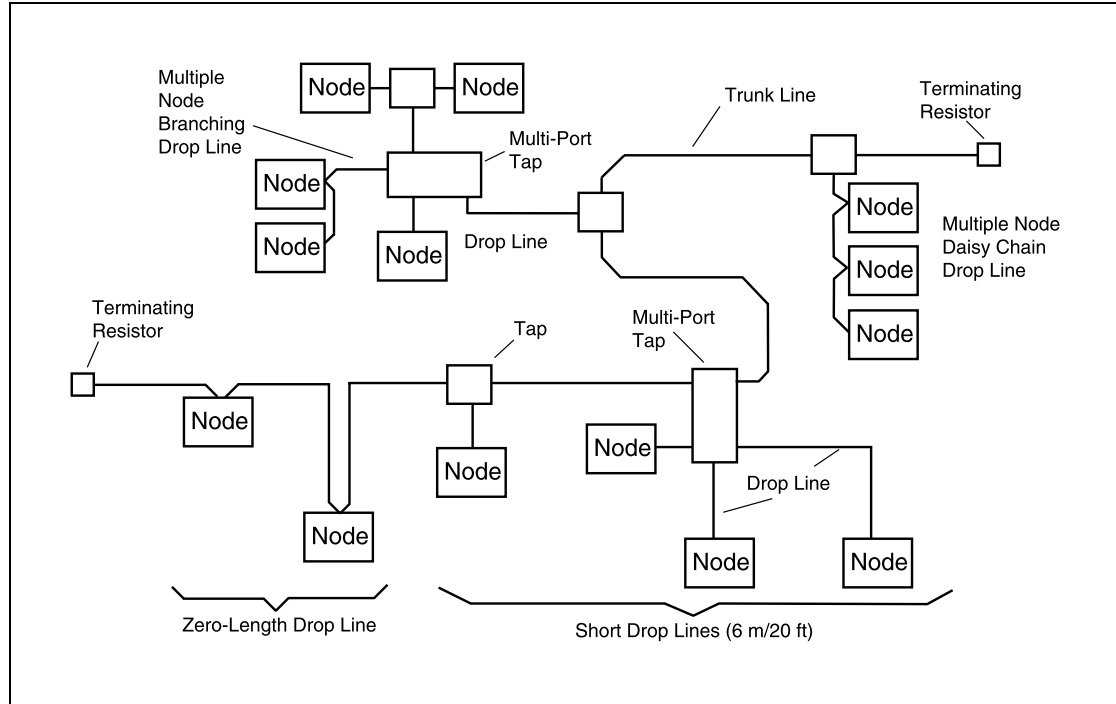 Multiple
Node
Branching
Drop Line
Node
Node
Multi-Port
Tap
Trunk Line
Terminating
Resistor
Node
Node
Node
Drop Line
Node
Node
Node
Multiple Node
Daisy Chain
Drop Line
Terminating
Resistor
Tap
Multi-Port
Tap
Node
Node
Node
Node
Drop Line
Node
Node
Zero-Length Drop Line
Short Drop Lines (6 m/20 ft)